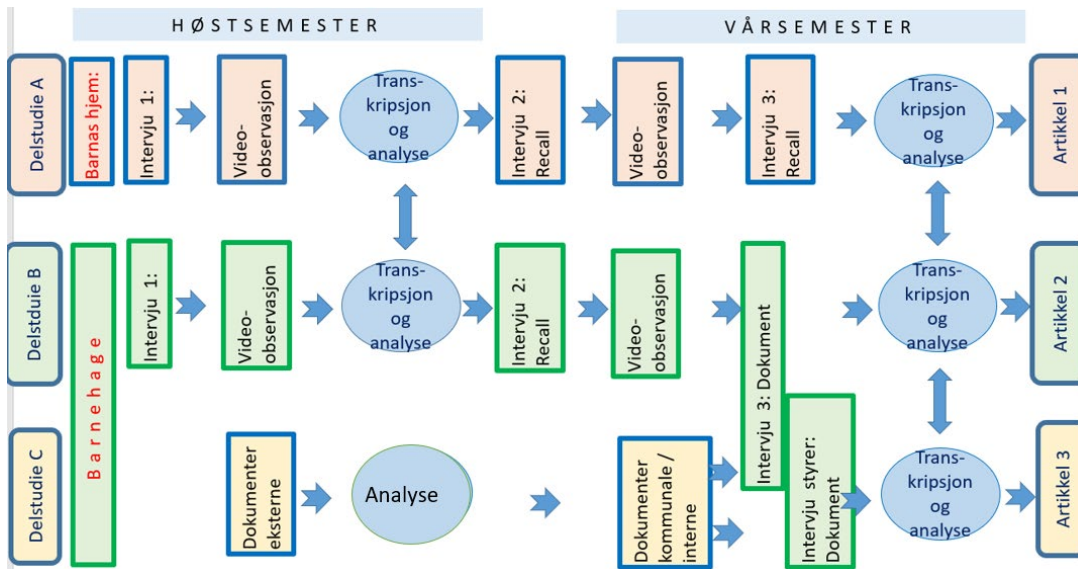 HØSTSEMESTER
VÅRSEMESTER
Delstudie A
Barnas hjem:
Intervju 1:
Video-
observasjon
Trans-
kripsjon
og
analyse
Intervju 2:
Recall
Video-
observasjon
Intervju 3:
Recall
Trans-
kripsjon
og
analyse
Artikkel 1
Delstduie B
Barnehage
Intervju 1:
Video-
observasjon
Trans-
kripsjon
og
analyse
Intervju 2:
Recall
Video-
observasjon
Intervju 3: Dokument
Trans-
kripsjon
og
analyse
Artikkel 2
Delstudie C
Dokumenter
eksterne
Analyse
Dokumenter
kommunale /
interne
Intervju styrer:
Dokument
Trans-
kripsjon
og
analyse
Artikkel 3